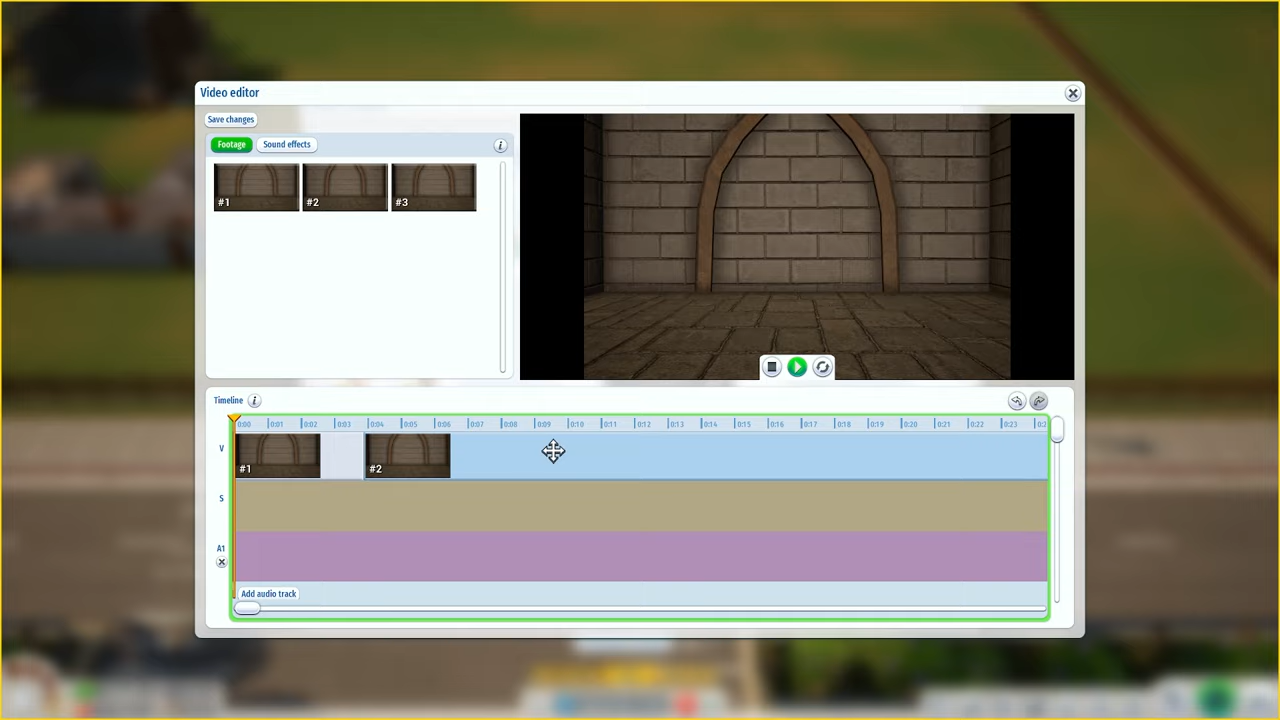 Video editor
Save changes
Footage Sound effects
#1 #2 #3
Timeline
0:00 0:01 0:02 0:03 0:04 0:05 0:06 0:07 0:08 0:09 0:10 0:11 0:12 0:13 0:14 0:15 0:16 0:17 0:18 0:19 0:20 0:21 0:22 0:23
V
#1 #2
S
A1
Add audio track